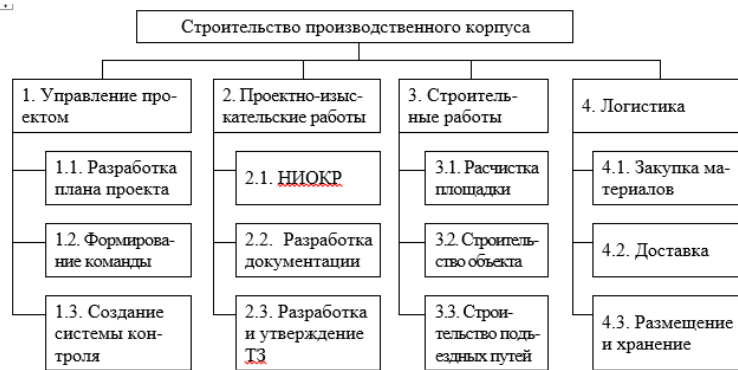 Строительство производственного корпуса
1. Управление про-
ектом
2. Проектно-изыс-
кательские работы
3. Строитель-
ные работы
4. Логистика
1.1. Разработка
плана проекта
2.1. НИОКР
3.1. Расчистка
площадки
4.1. Закупка ма-
териалов
1.2. Формирова-
ние команды
2.2. Разработка
документации
3.2. Строитель-
ство объекта
4.2. Доставка
1.3. Создание
системы кон-
троля
2.3. Разработка
и утверждение
ТЗ
3.3. Строи-
тельство подъ-
ездных путей
4.3. Размещение
и хранение